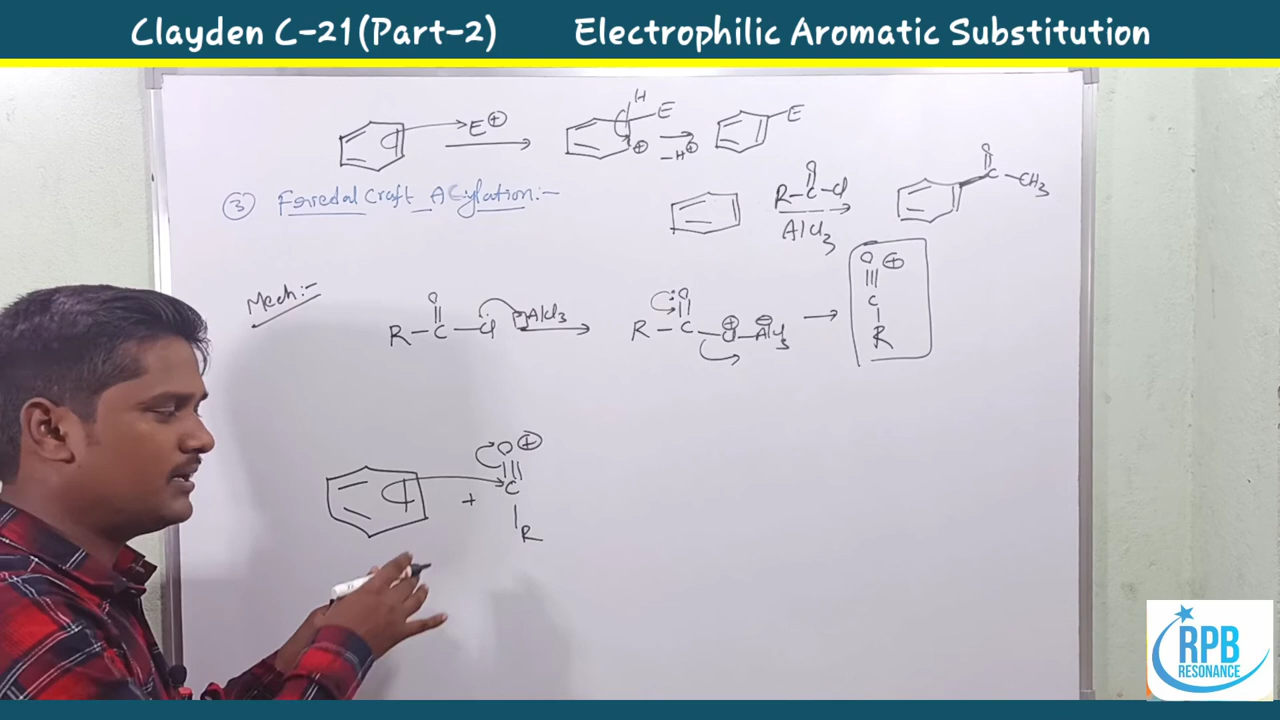 Clayden C-21(Part-2) Electrophilic Aromatic Substitution
E⊕ H E ⊕ -H⊕ E
③ Feredal Craft Acylation:-
R-C-Cl O AlCl3 O C-CH3
Mech:-
R-C-Cl O AlCl3 R-C-Cl-AlCl3 O ⊕ ⊖ O⊕ C R
+ O⊕ C R
RPB
RESONANCE